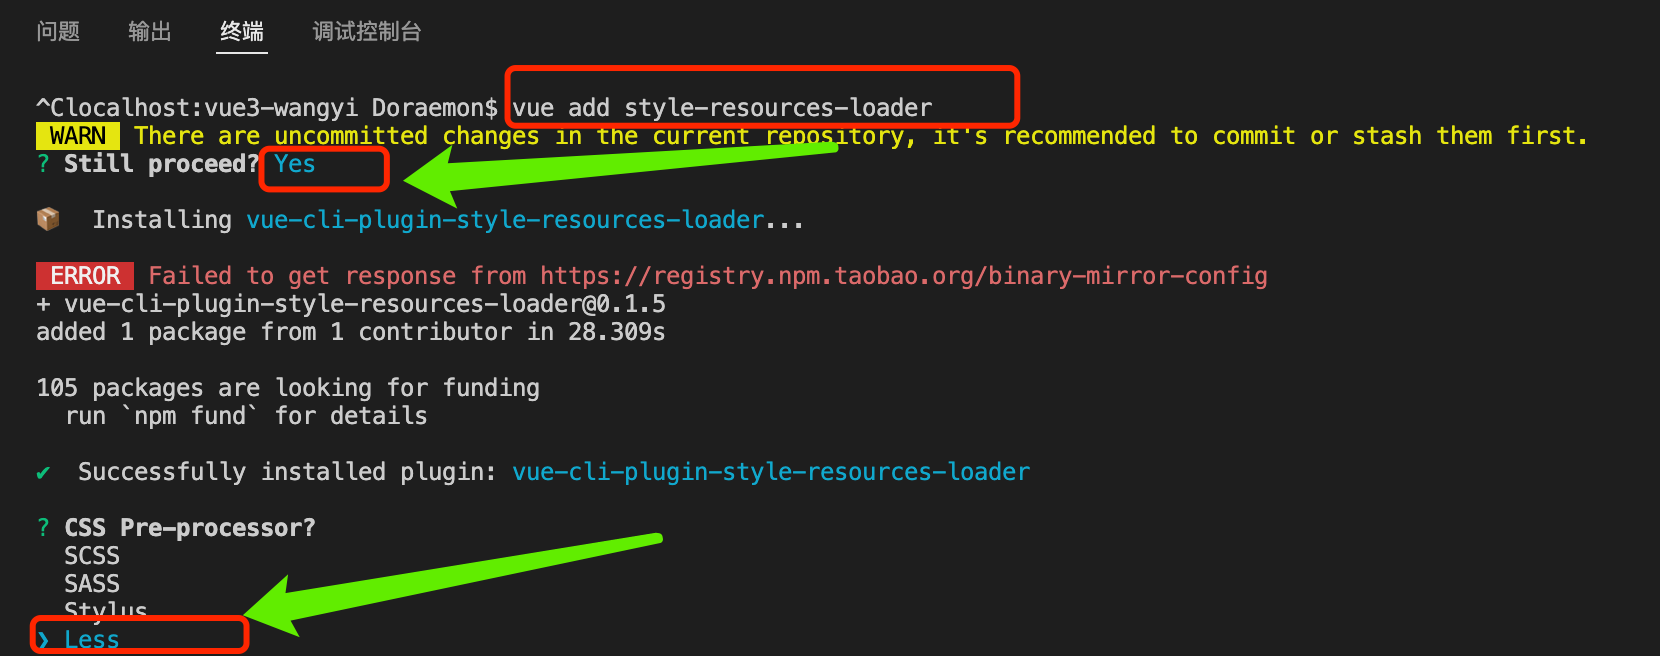 问题 输出 终端 调试控制台
^Clocalhost:vue3-wangyi Doraemon$ vue add style-resources-loader
WARN There are uncommitted changes in the current repository, it's recommended to commit or stash them first.
? Still proceed? Yes
📦 Installing vue-cli-plugin-style-resources-loader...
ERROR Failed to get response from https://registry.npm.taobao.org/binary-mirror-config
+ vue-cli-plugin-style-resources-loader@0.1.5
added 1 package from 1 contributor in 28.309s
105 packages are looking for funding
run `npm fund` for details
✔ Successfully installed plugin: vue-cli-plugin-style-resources-loader
? CSS Pre-processor?
SCSS
SASS
Stylus
❯ Less